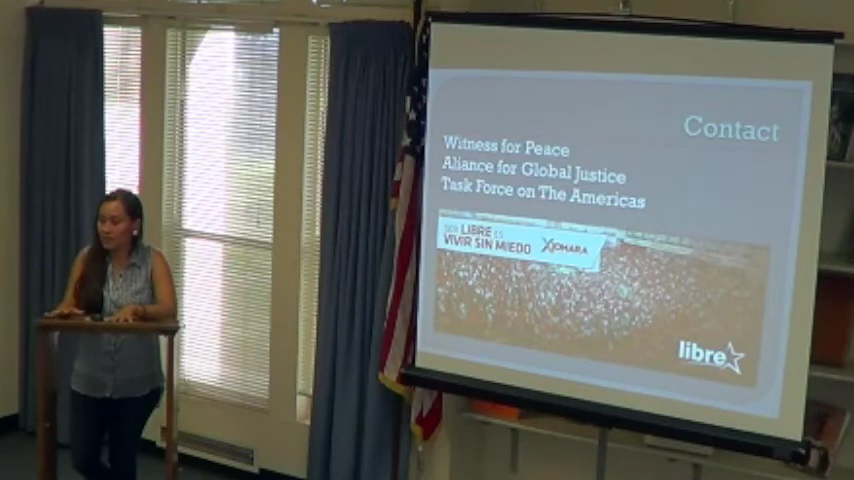 Contact
Witness for Peace
Aliance for Global Justice
Task Force on The Americas
SER LIBRE ES
VIVIR SIN MIEDO
XIOMARA
libre